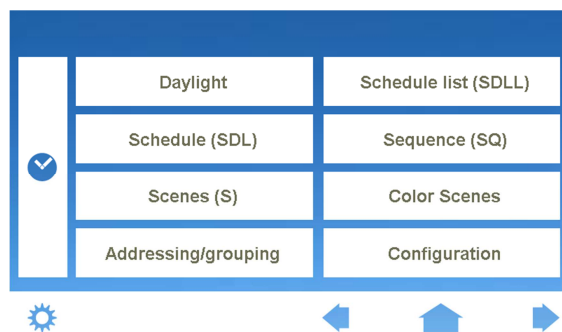 Daylight
Schedule list (SDLL)
Schedule (SDL)
Sequence (SQ)
Scenes (S)
Color Scenes
Addressing/grouping
Configuration